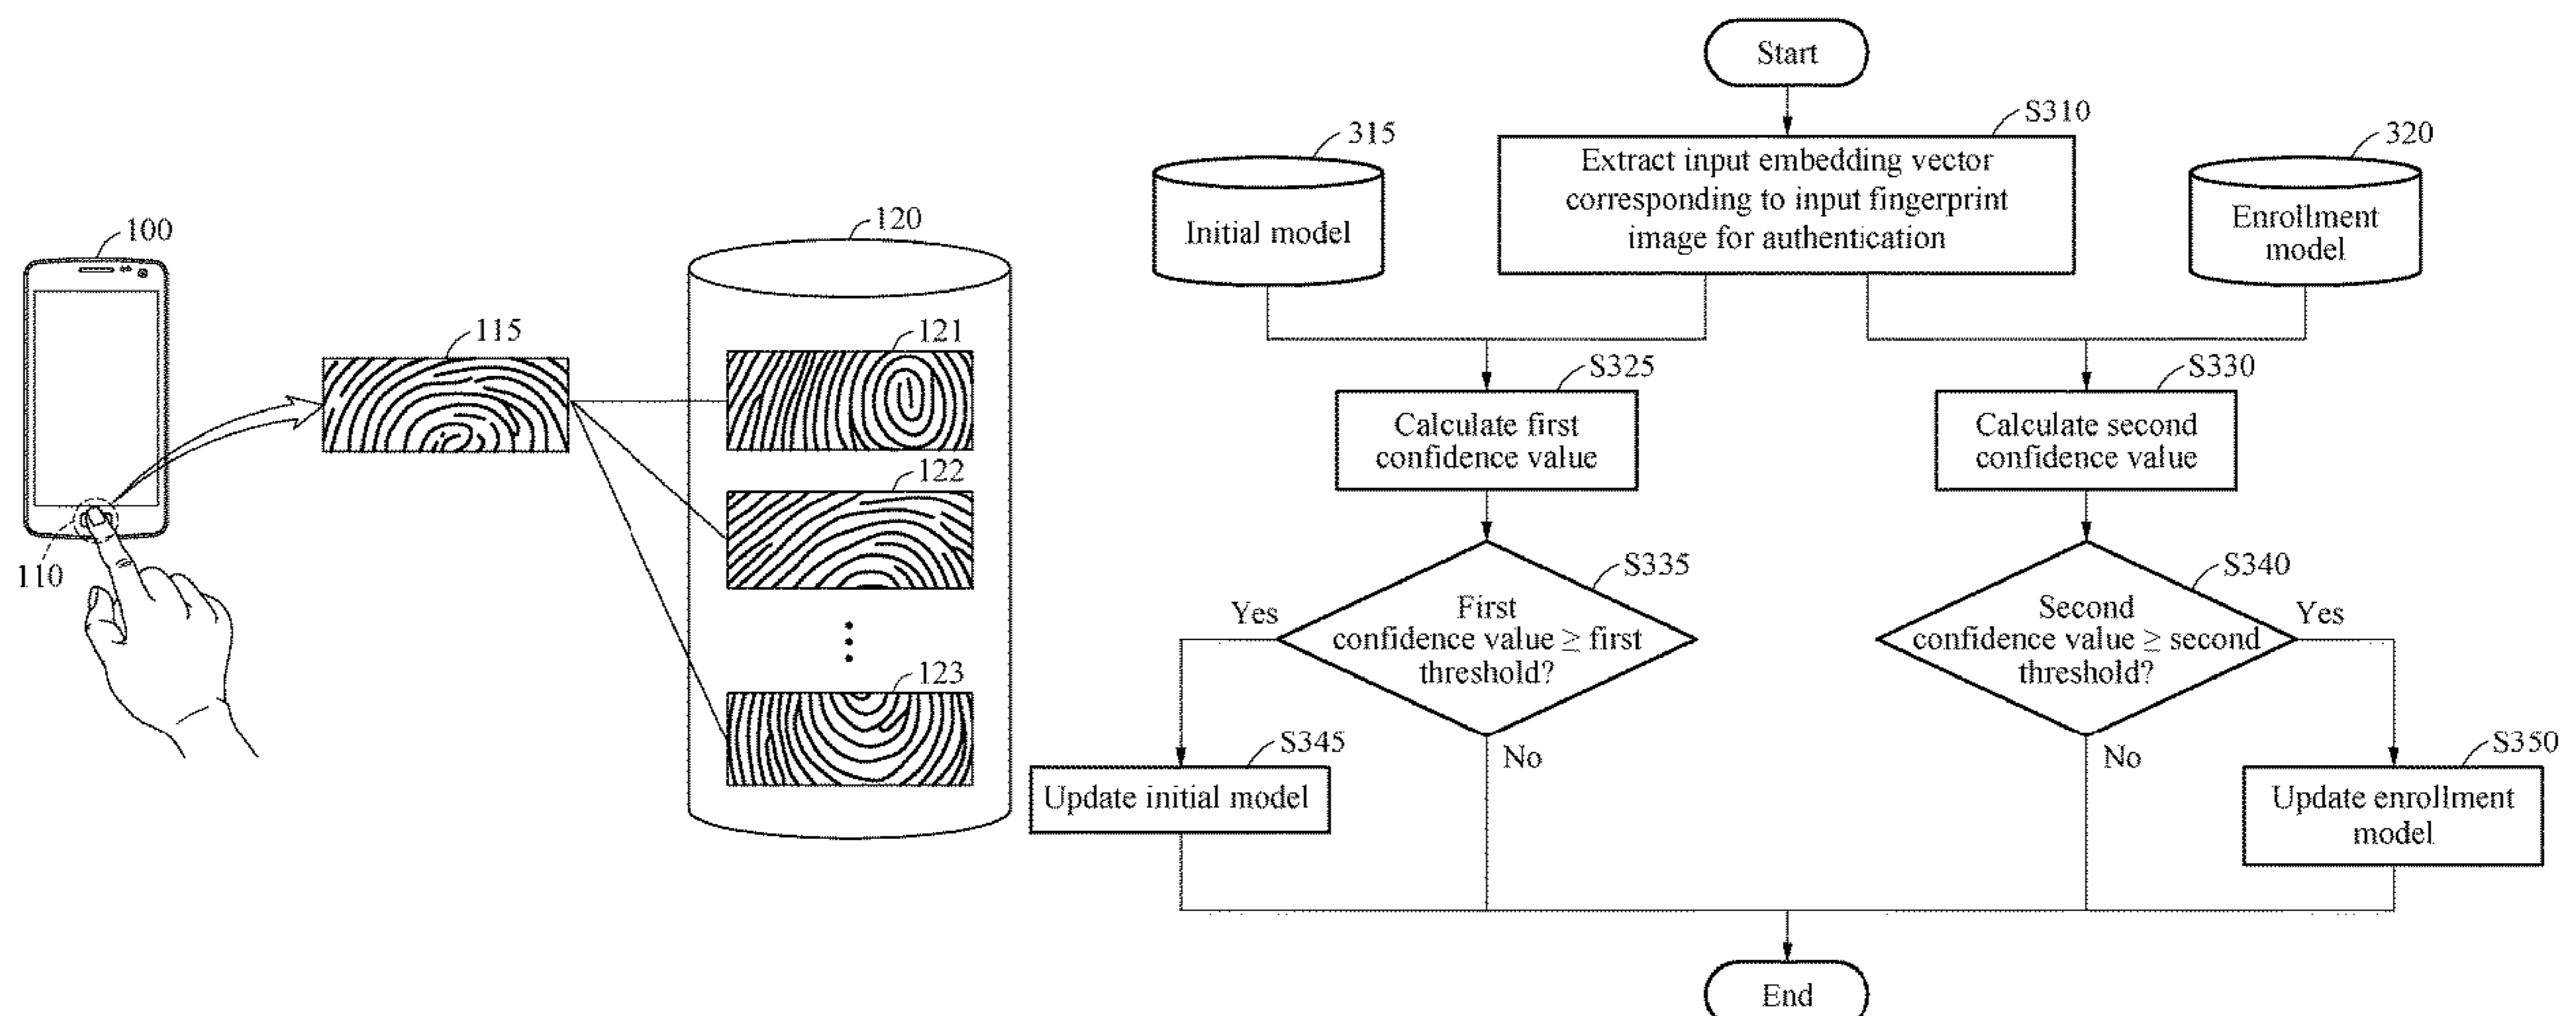 100
110
115
120
121
122
123
Start
S310
Extract input embedding vector
corresponding to input fingerprint
image for authentication
315
Initial model
320
Enrollment
model
S325
Calculate first
confidence value
S330
Calculate second
confidence value
S335
First
confidence value ≥ first
threshold?
Yes
No
S340
Second
confidence value ≥ second
threshold?
Yes
No
S345
Update initial model
S350
Update enrollment
model
End